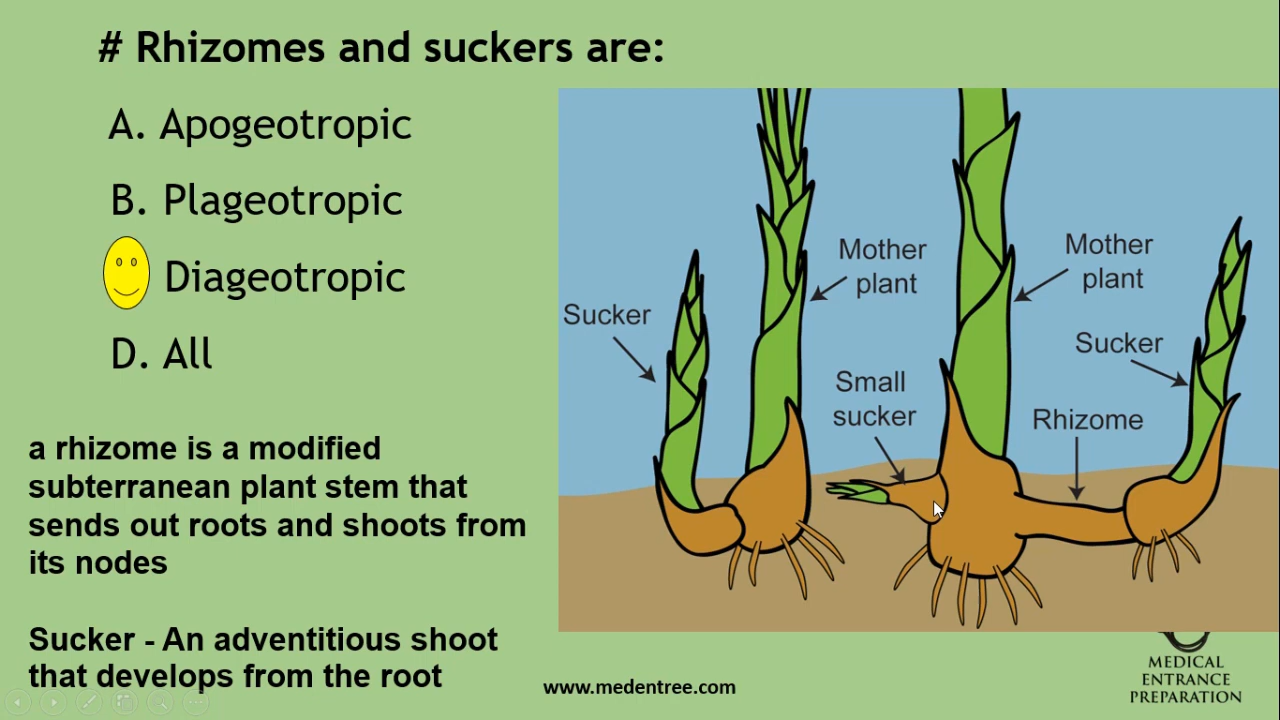 # Rhizomes and suckers are:
A. Apogeotropic
B. Plageotropic
Diageotropic
D. All
a rhizome is a modified
subterranean plant stem that
sends out roots and shoots from
its nodes
Sucker - An adventitious shoot
that develops from the root
Sucker
Mother
plant
Small
sucker
Mother
plant
Rhizome
Sucker
www.medentree.com
MEDICAL
ENTRANCE
PREPARATION